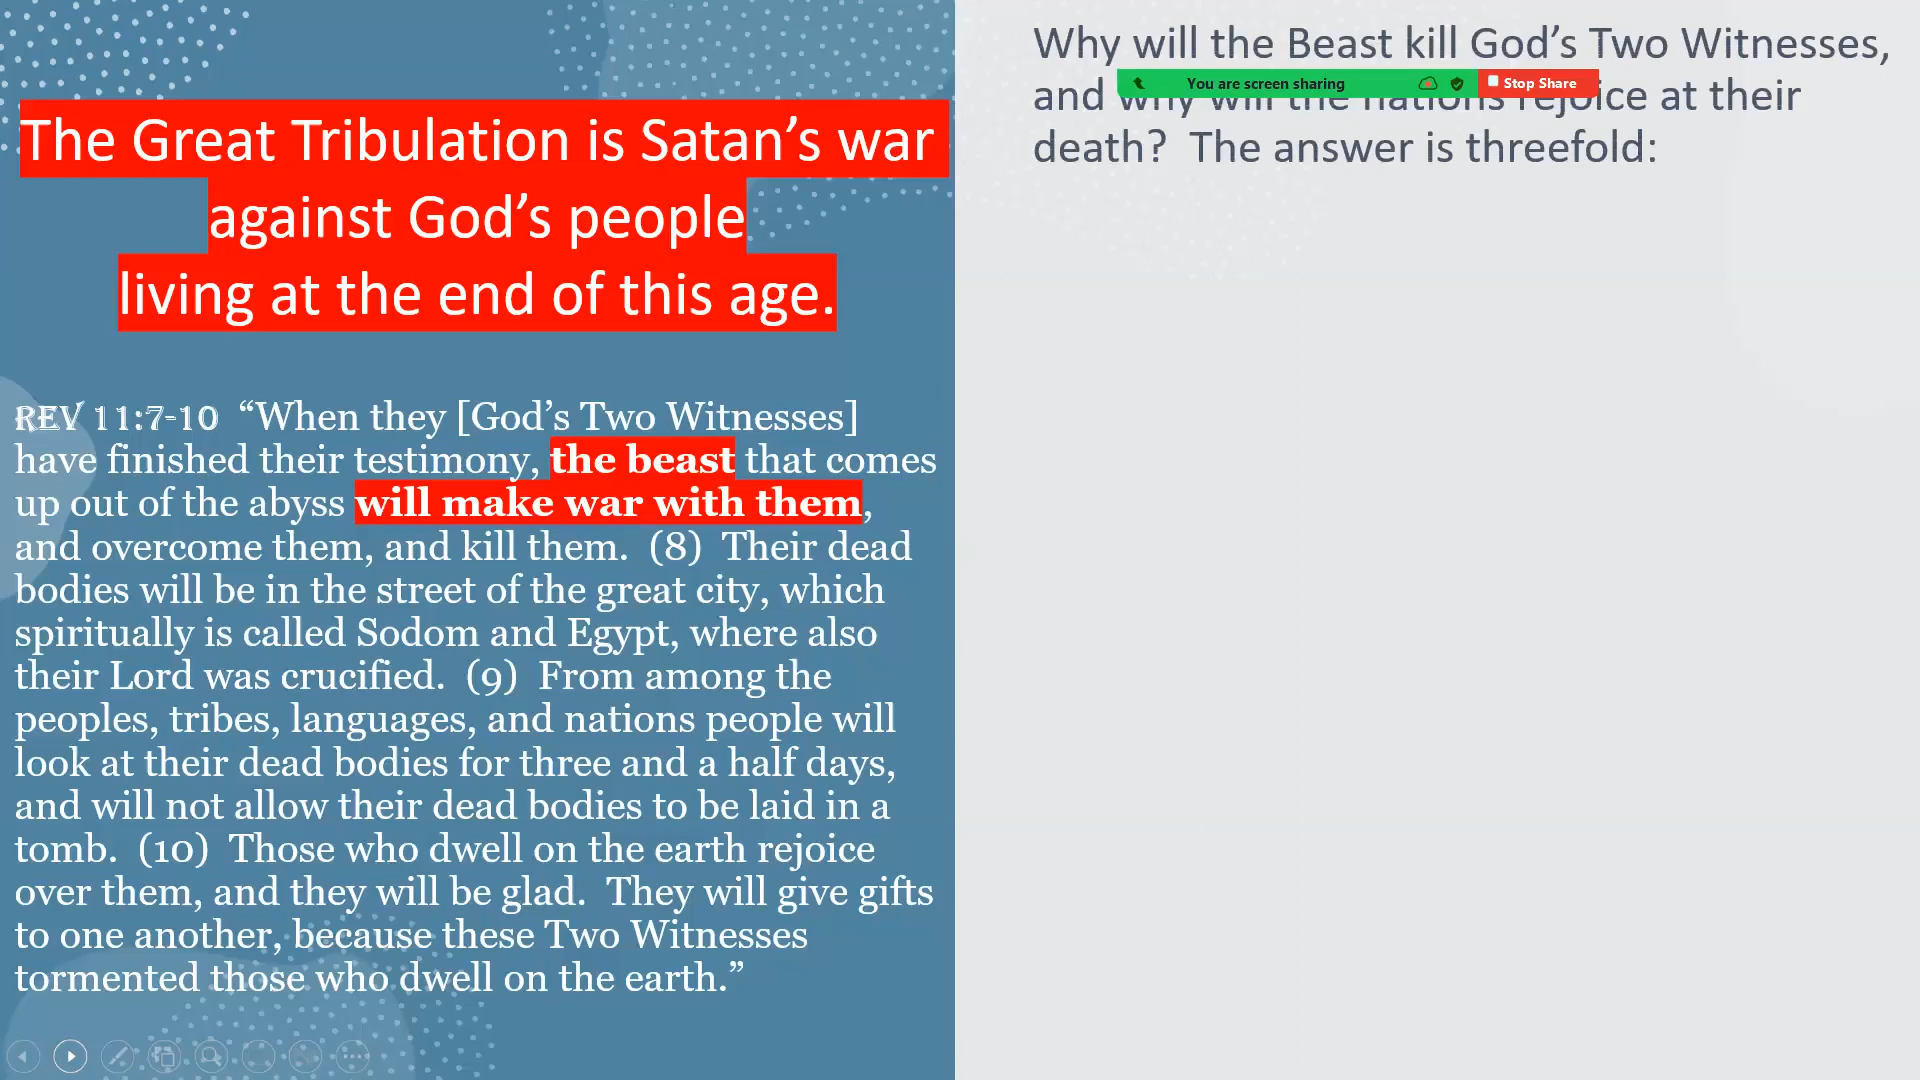 The Great Tribulation is Satan’s war
against God’s people
living at the end of this age.
REV 11:7-10 “When they [God’s Two Witnesses]
have finished their testimony, the beast that comes
up out of the abyss will make war with them,
and overcome them, and kill them. (8) Their dead
bodies will be in the street of the great city, which
spiritually is called Sodom and Egypt, where also
their Lord was crucified. (9) From among the
peoples, tribes, languages, and nations people will
look at their dead bodies for three and a half days,
and will not allow their dead bodies to be laid in a
tomb. (10) Those who dwell on the earth rejoice
over them, and they will be glad. They will give gifts
to one another, because these Two Witnesses
tormented those who dwell on the earth.”
Why will the Beast kill God’s Two Witnesses,
You are screen sharing Stop Share
and why will the nations rejoice at their
death? The answer is threefold: